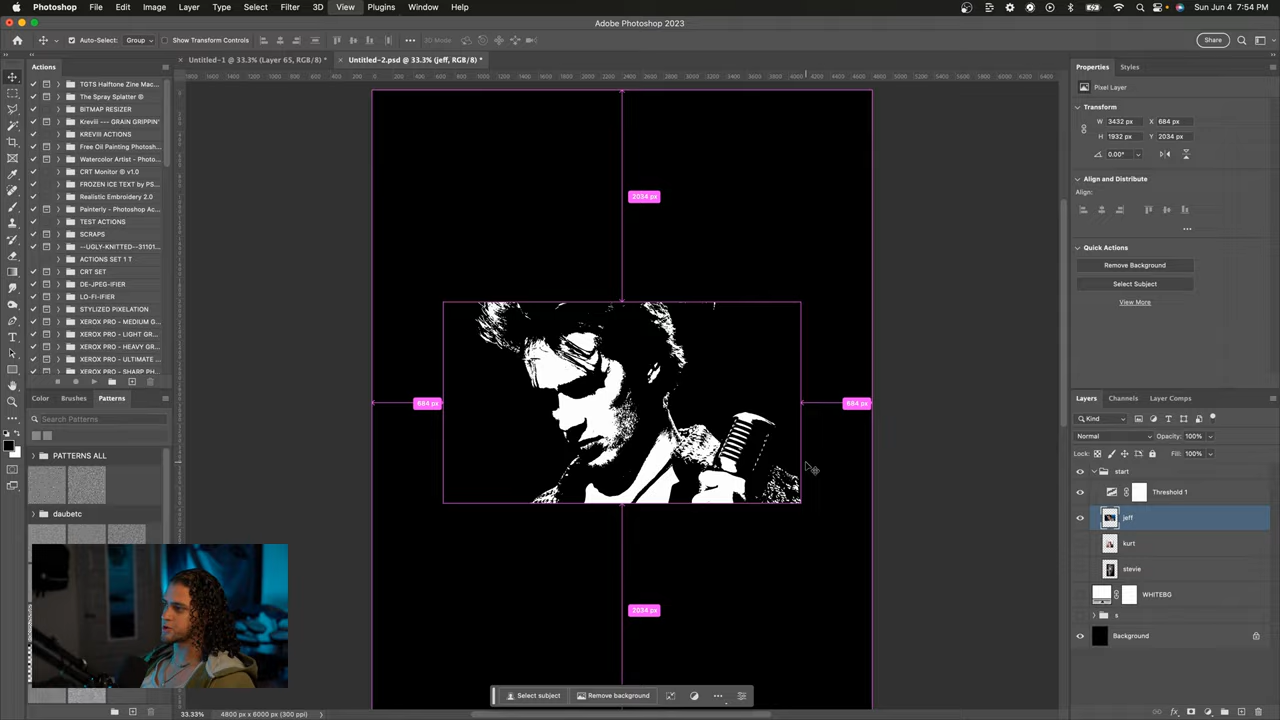 Photoshop File Edit Image Layer Type Select Filter 3D View Plugins Window Help
Sun Jun 4 7:54 PM
Adobe Photoshop 2023
Auto-Select: Group Show Transform Controls 3D Mode: Share
Actions
Untitled-1 @ 33.3% (Layer 65, RGB/8) *
Untitled-2.psd @ 33.3% (jeff, RGB/8) *
TGTS Halftone Zine Mac...
The Spray Splatter ©
BITMAP RESIZER
Kreviii --- GRAIN GRIPPIN'
KREVIII ACTIONS
Free Oil Painting Photosh...
Watercolor Artist - Photo...
CRT Monitor © v1.0
FROZEN ICE TEXT by PS...
Realistic Embroidery 2.0
Painterly - Photoshop Ac...
TEST ACTIONS
SCRAPS
--UGLY-KNITTED--31101...
ACTIONS SET 1 T
CRT SET
DE-JPEG-IFIER
LO-FI-IFIER
STYLIZED PIXELATION
XEROX PRO - MEDIUM G...
XEROX PRO - LIGHT GR...
XEROX PRO - HEAVY GR...
XEROX PRO - ULTIMATE
XEROX PRO - SHARP PH...
Color Brushes Patterns
Search Patterns
PATTERNS ALL
daubetc
2034 px
684 px
684 px
2034 px
Select subject Remove background
33.33% 4800 px x 6000 px (300 ppi)
Properties Styles
Pixel Layer
Transform
W 3432 px X 684 px
H 1932 px Y 2034 px
0.00°
Align and Distribute
Align:
Quick Actions
Remove Background
Select Subject
View More
Layers Channels Layer Comps
Kind
Normal Opacity: 100%
Lock: Fill: 100%
start
Threshold 1
jeff
kurt
stevie
WHITEBG
s
Background